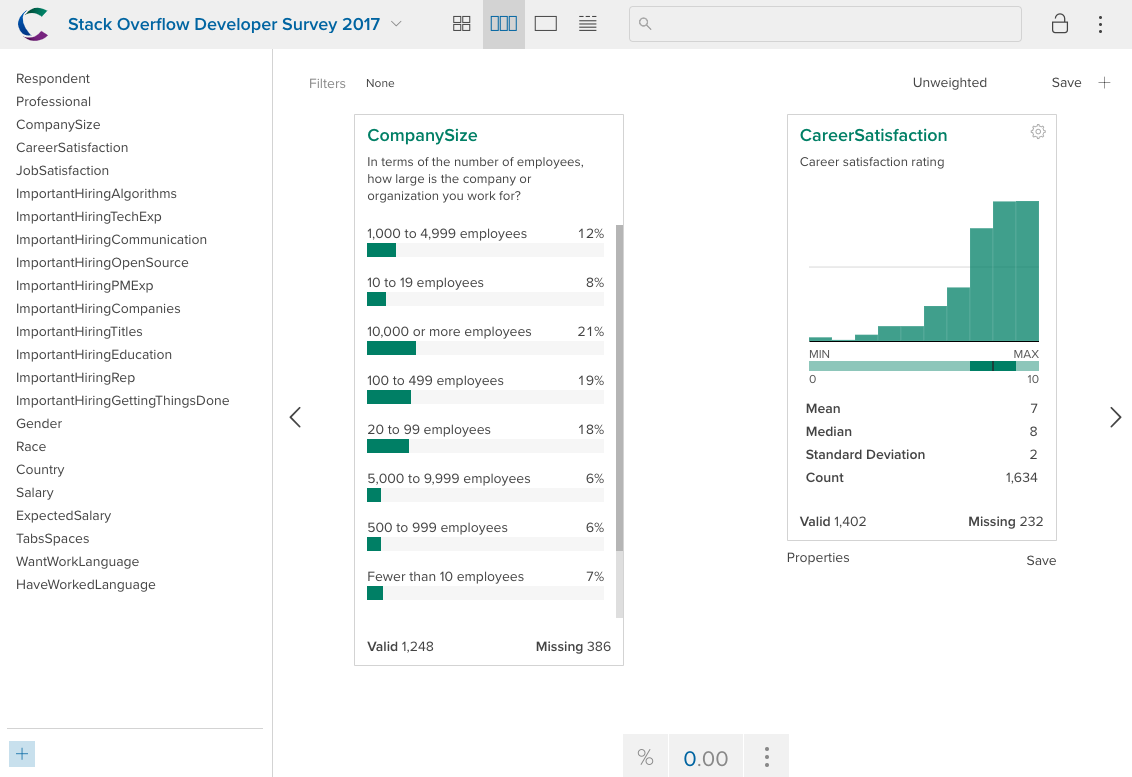 Stack Overflow Developer Survey 2017
Respondent
Professional
CompanySize
CareerSatisfaction
JobSatisfaction
ImportantHiringAlgorithms
ImportantHiringTechExp
ImportantHiringCommunication
ImportantHiringOpenSource
ImportantHiringPMExp
ImportantHiringCompanies
ImportantHiringTitles
ImportantHiringEducation
ImportantHiringRep
ImportantHiringGettingThingsDone
Gender
Race
Country
Salary
ExpectedSalary
TabsSpaces
WantWorkLanguage
HaveWorkedLanguage
Filters None
Unweighted Save
CompanySize
In terms of the number of employees,
how large is the company or
organization you work for?
1,000 to 4,999 employees 12%
10 to 19 employees 8%
10,000 or more employees 21%
100 to 499 employees 19%
20 to 99 employees 18%
5,000 to 9,999 employees 6%
500 to 999 employees 6%
Fewer than 10 employees 7%
Valid 1,248 Missing 386
CareerSatisfaction
Career satisfaction rating
MIN MAX
0 10
Mean 7
Median 8
Standard Deviation 2
Count 1,634
Valid 1,402 Missing 232
Properties Save
% 0.00